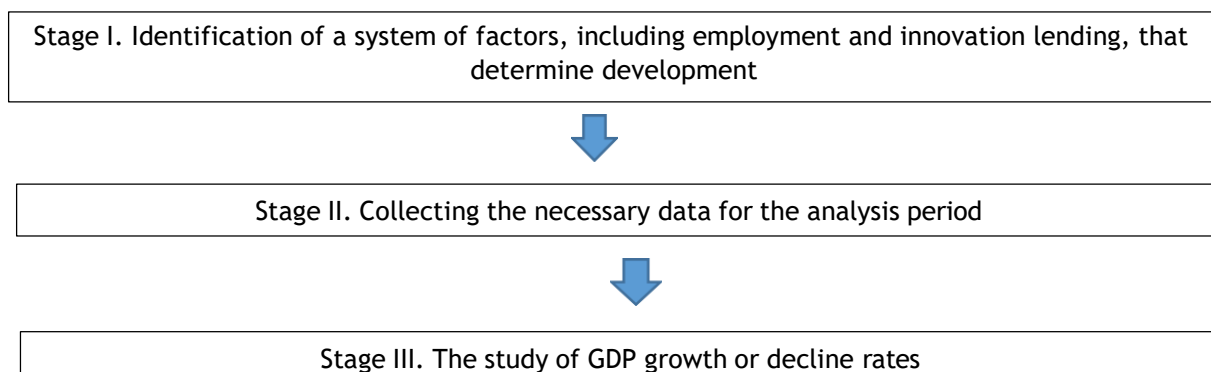 Stage I. Identification of a system of factors, including employment and innovation lending, that
determine development
Stage II. Collecting the necessary data for the analysis period
Stage III. The study of GDP growth or decline rates